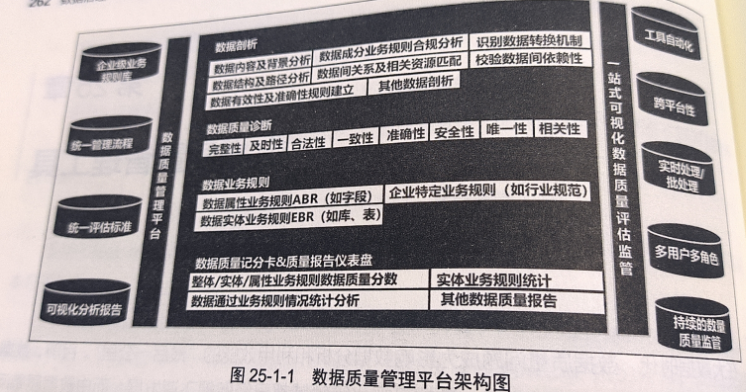 262
企业级业务
规则库
统一管理流程
统一评估标准
可视化分析报告
数据质量管理平台
数据剖析
数据内容及背景分析 数据成分业务规则合规分析 识别数据转换机制
数据结构及路径分析 数据间关系及相关资源匹配 校验数据间依赖性
数据有效性及准确性规则建立 其他数据剖析
数据质量诊断
完整性 及时性 合法性 一致性 准确性 安全性 唯一性 相关性
数据业务规则
数据属性业务规则ABR（如字段） 企业特定业务规则（如行业规范）
数据实体业务规则EBR（如库、表）
数据质量记分卡&质量报告仪表盘
整体/实体/属性业务规则数据质量分数 实体业务规则统计
数据通过业务规则情况统计分析 其他数据质量报告
一站式可视化数据质量评估监管
工具自动化
跨平台性
实时处理/
批处理
多用户多角色
持续的数量
质量监管
图 25-1-1 数据质量管理平台架构图